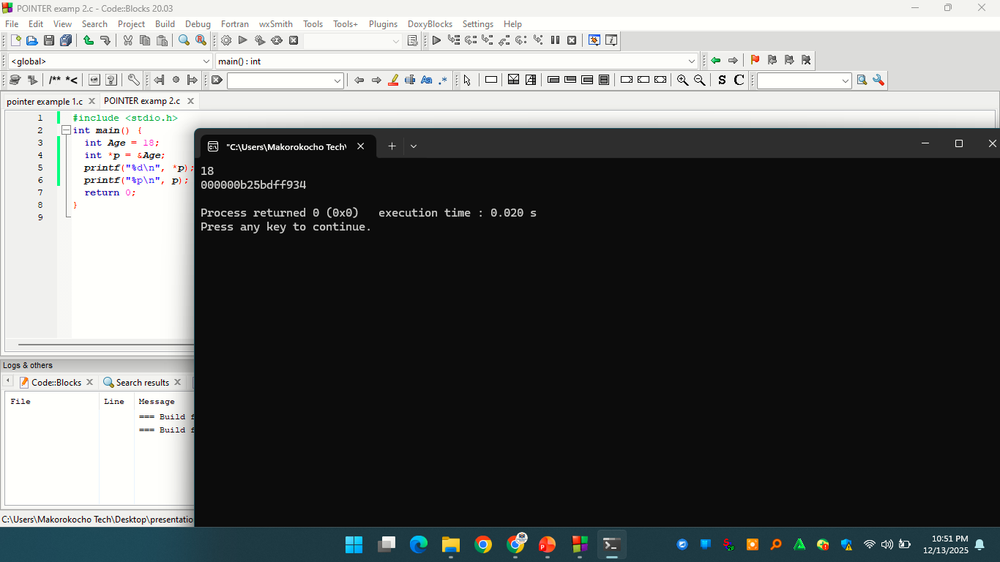 POINTER examp 2.c - Code::Blocks 20.03
File Edit View Search Project Build Debug Fortran wxSmith Tools Tools+ Plugins DoxyBlocks Settings Help
<global> main() : int
/** *< Aa .* S C
pointer example 1.c POINTER examp 2.c
1 #include <stdio.h>
2 int main() {
3 int Age = 18;
4 int *p = &Age;
5 printf("%d\n", *p);
6 printf("%p\n", p);
7 return 0;
8 }
9
"C:\Users\Makorokocho Tech\
18
000000b25bdff934
Process returned 0 (0x0) execution time : 0.020 s
Press any key to continue.
Logs & others
Code::Blocks Search results
File Line Message
=== Build f
=== Build f
C:\Users\Makorokocho Tech\Desktop\presentatio
10:51 PM
12/13/2025